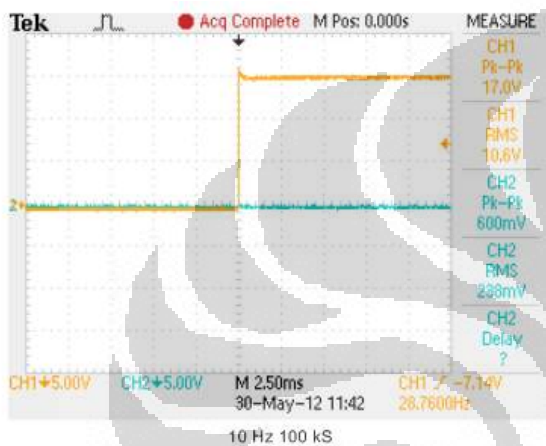 Tek Acq Complete M Pos: 0.000s MEASURE
CH1
Pk-Pk
17.0V
CH1
RMS
10.6V
CH2
Pk-Pk
600mV
CH2
RMS
238mV
CH2
Delay
?
2
CH1 5.00V CH2 5.00V M 2.50ms CH1 -7.14V
30-May-12 11:42 28.7600Hz
10 Hz 100 kS